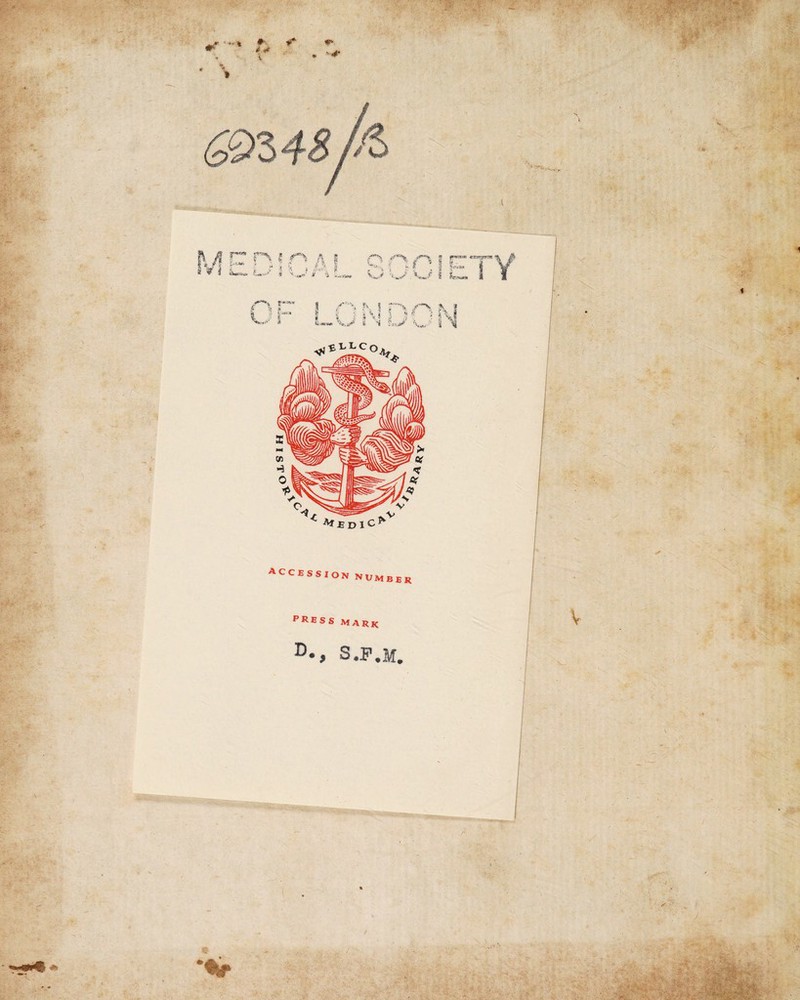 62348/B
MEDICAL SOCIETY
OF LONDON
WELLCOME
HISTORICAL MEDICAL LIBRARY
ACCESSION NUMBER
PRESS MARK
D., S.F.M.